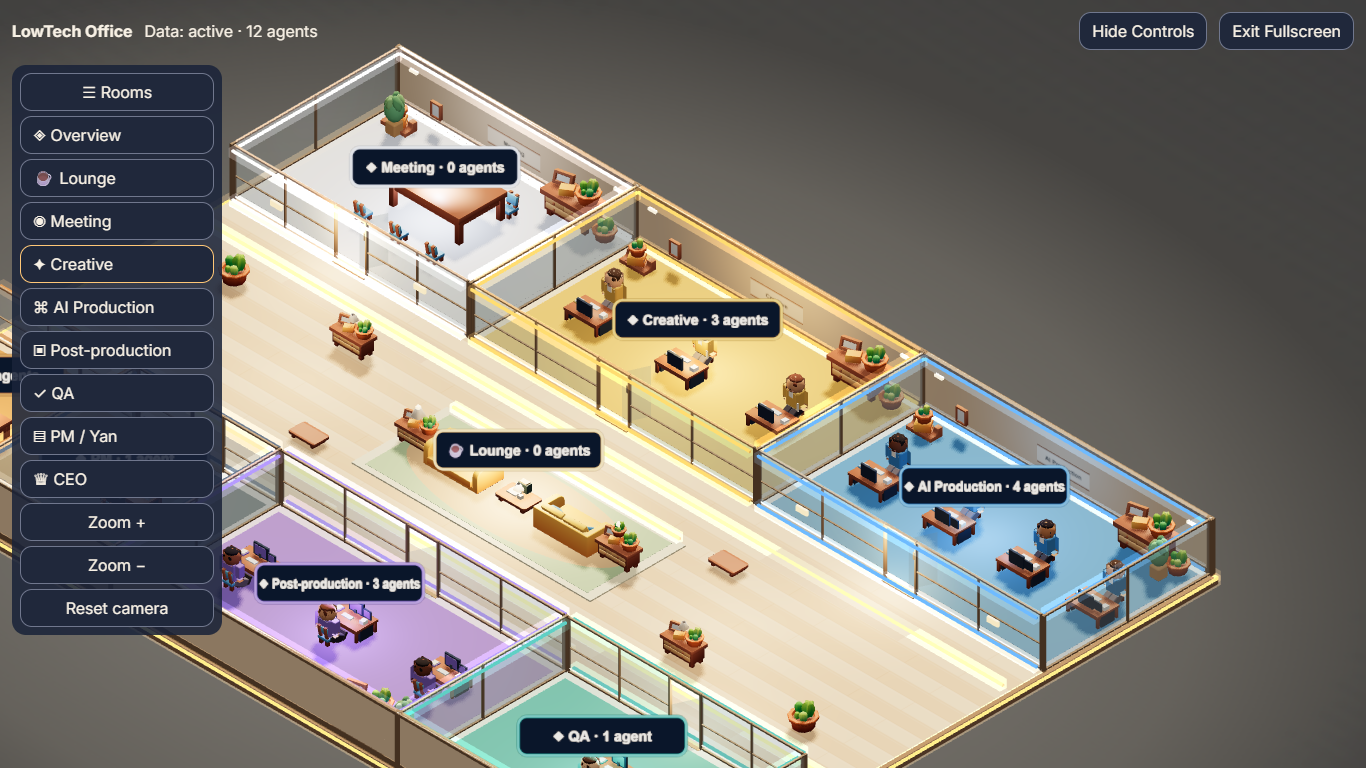 LowTech Office Data: active · 12 agents
Hide Controls
Exit Fullscreen
☰ Rooms
◈ Overview
Lounge
◉ Meeting
✦ Creative
⌘ AI Production
▣ Post-production
✓ QA
▤ PM / Yan
♛ CEO
Zoom +
Zoom −
Reset camera
◆ Meeting · 0 agents
◆ Creative · 3 agents
Lounge · 0 agents
◆ AI Production · 4 agents
◆ Post-production · 3 agents
◆ QA · 1 agent